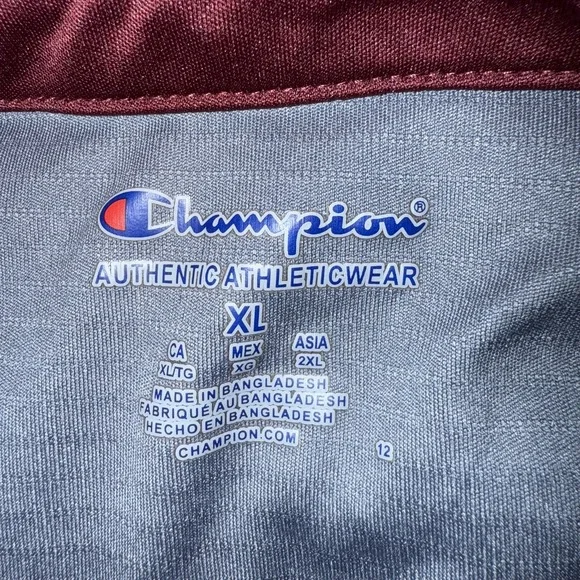 Champion®
AUTHENTIC ATHLETICWEAR
XL
CA MEX ASIA
XL/TG XG 2XL
MADE IN BANGLADESH
FABRIQUÉ AU BANGLADESH
HECHO EN BANGLADESH
CHAMPION.COM
12